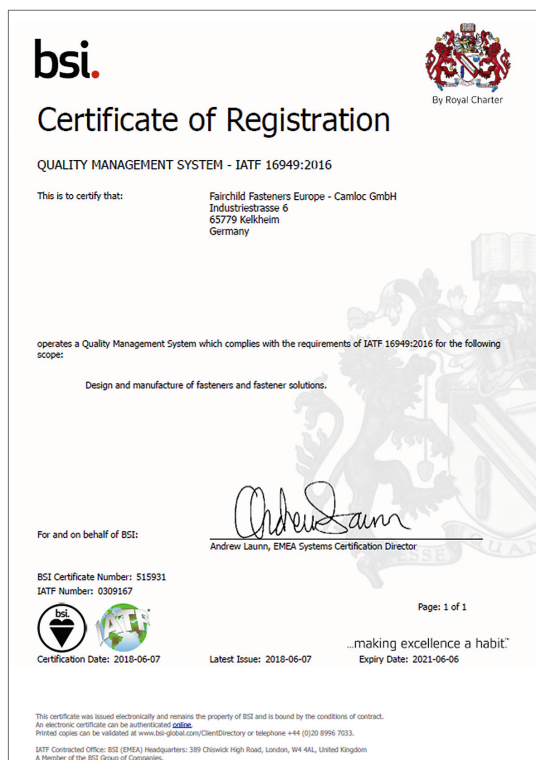 bsi.
By Royal Charter
Certificate of Registration
QUALITY MANAGEMENT SYSTEM - IATF 16949:2016
This is to certify that:
Fairchild Fasteners Europe - Camloc GmbH
Industriestrasse 6
65779 Kelkheim
Germany
operates a Quality Management System which complies with the requirements of IATF 16949:2016 for the following
scope:
Design and manufacture of fasteners and fastener solutions.
For and on behalf of BSI:
Andrew Launn, EMEA Systems Certification Director
BSI Certificate Number: 515931
IATF Number: 0309167
Page: 1 of 1
bsi.
IATF
...making excellence a habit.™
Certification Date: 2018-06-07
Latest Issue: 2018-06-07
Expiry Date: 2021-06-06
This certificate was issued electronically and remains the property of BSI and is bound by the conditions of contract.
An electronic certificate can be authenticated online.
Printed copies can be validated at www.bsi-global.com/ClientDirectory or telephone +44 (0)20 8996 7033.
IATF Contracted Office: BSI (EMEA) Headquarters: 389 Chiswick High Road, London, W4 4AL, United Kingdom
A Member of the BSI Group of Companies.